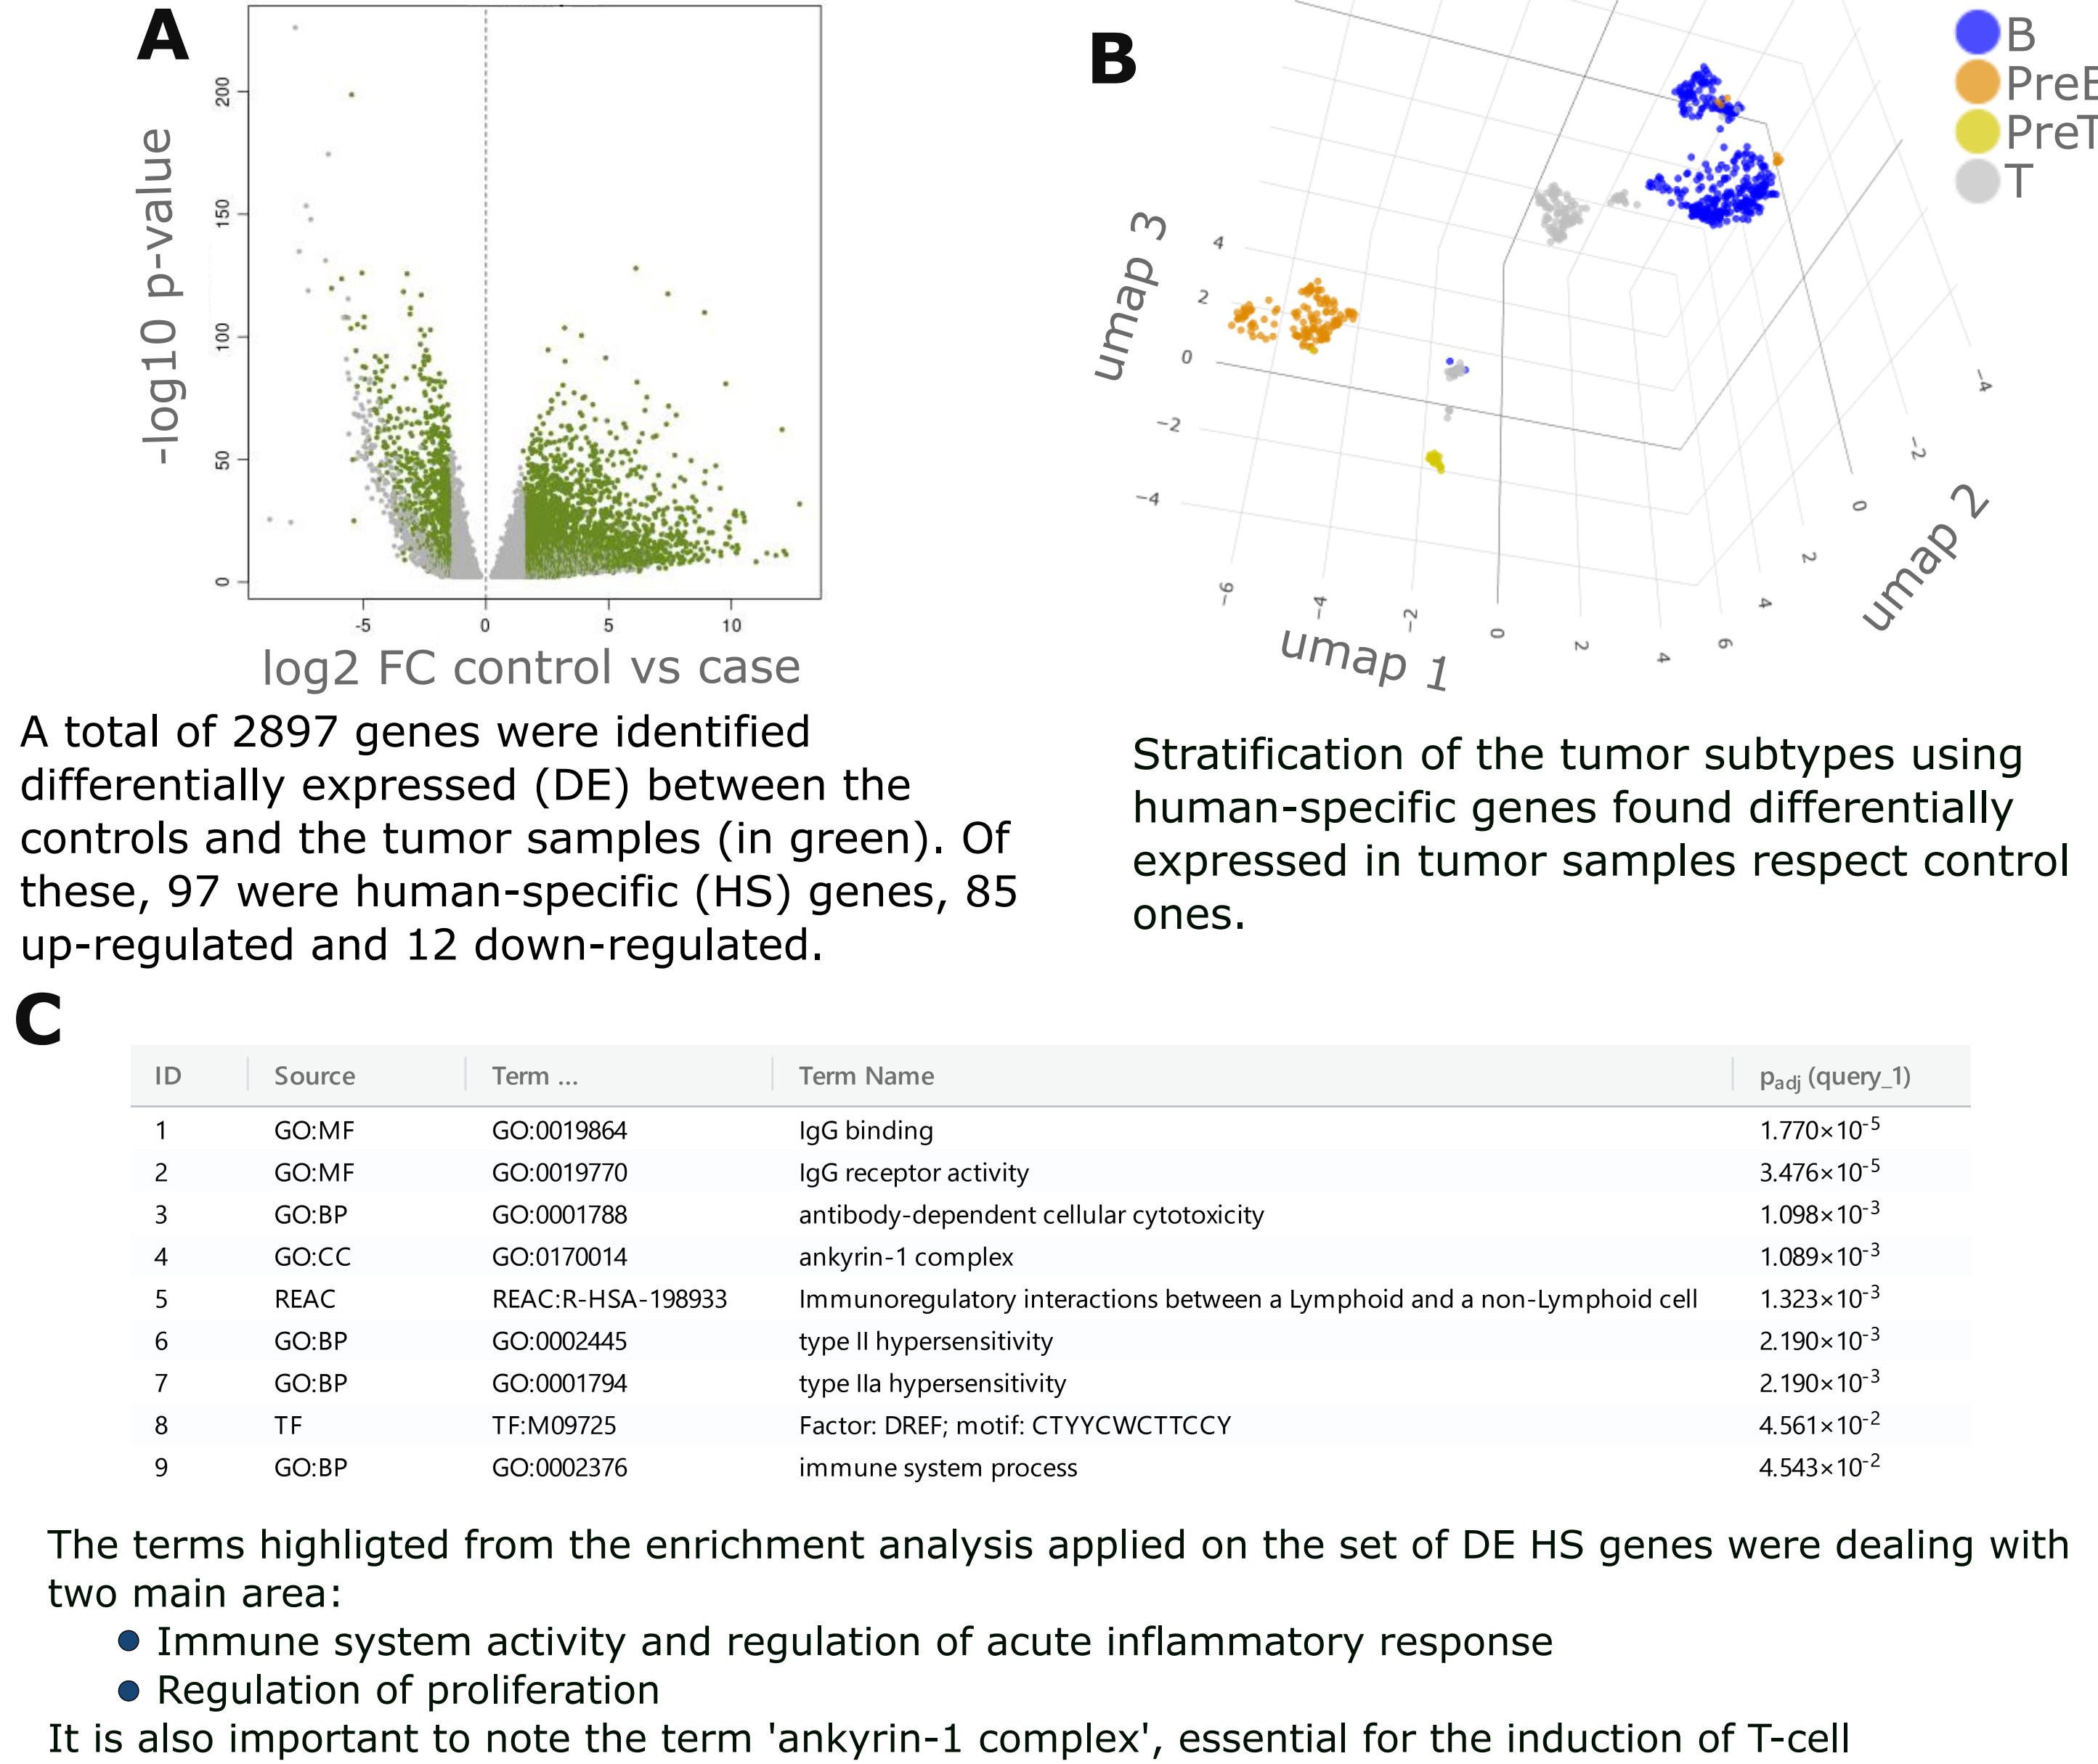 A
-log10 p-value
200
150
100
50
0
-5
0
5
10
log2 FC control vs case
A total of 2897 genes were identified
differentially expressed (DE) between the
controls and the tumor samples (in green). Of
these, 97 were human-specific (HS) genes, 85
up-regulated and 12 down-regulated.
B
B
PreB
PreT
T
umap 3
4
2
0
−2
−4
−6
−4
−2
0
2
4
6
umap 1
−4
−2
0
2
4
umap 2
Stratification of the tumor subtypes using
human-specific genes found differentially
expressed in tumor samples respect control
ones.
C
ID Source Term ... Term Name padj (query_1)
1 GO:MF GO:0019864 IgG binding 1.770×10-5
2 GO:MF GO:0019770 IgG receptor activity 3.476×10-5
3 GO:BP GO:0001788 antibody-dependent cellular cytotoxicity 1.098×10-3
4 GO:CC GO:0170014 ankyrin-1 complex 1.089×10-3
5 REAC REAC:R-HSA-198933 Immunoregulatory interactions between a Lymphoid and a non-Lymphoid cell 1.323×10-3
6 GO:BP GO:0002445 type II hypersensitivity 2.190×10-3
7 GO:BP GO:0001794 type IIa hypersensitivity 2.190×10-3
8 TF TF:M09725 Factor: DREF; motif: CTYYCWCTTCCY 4.561×10-2
9 GO:BP GO:0002376 immune system process 4.543×10-2
The terms highligted from the enrichment analysis applied on the set of DE HS genes were dealing with
two main area:
● Immune system activity and regulation of acute inflammatory response
● Regulation of proliferation
It is also important to note the term 'ankyrin-1 complex', essential for the induction of T-cell